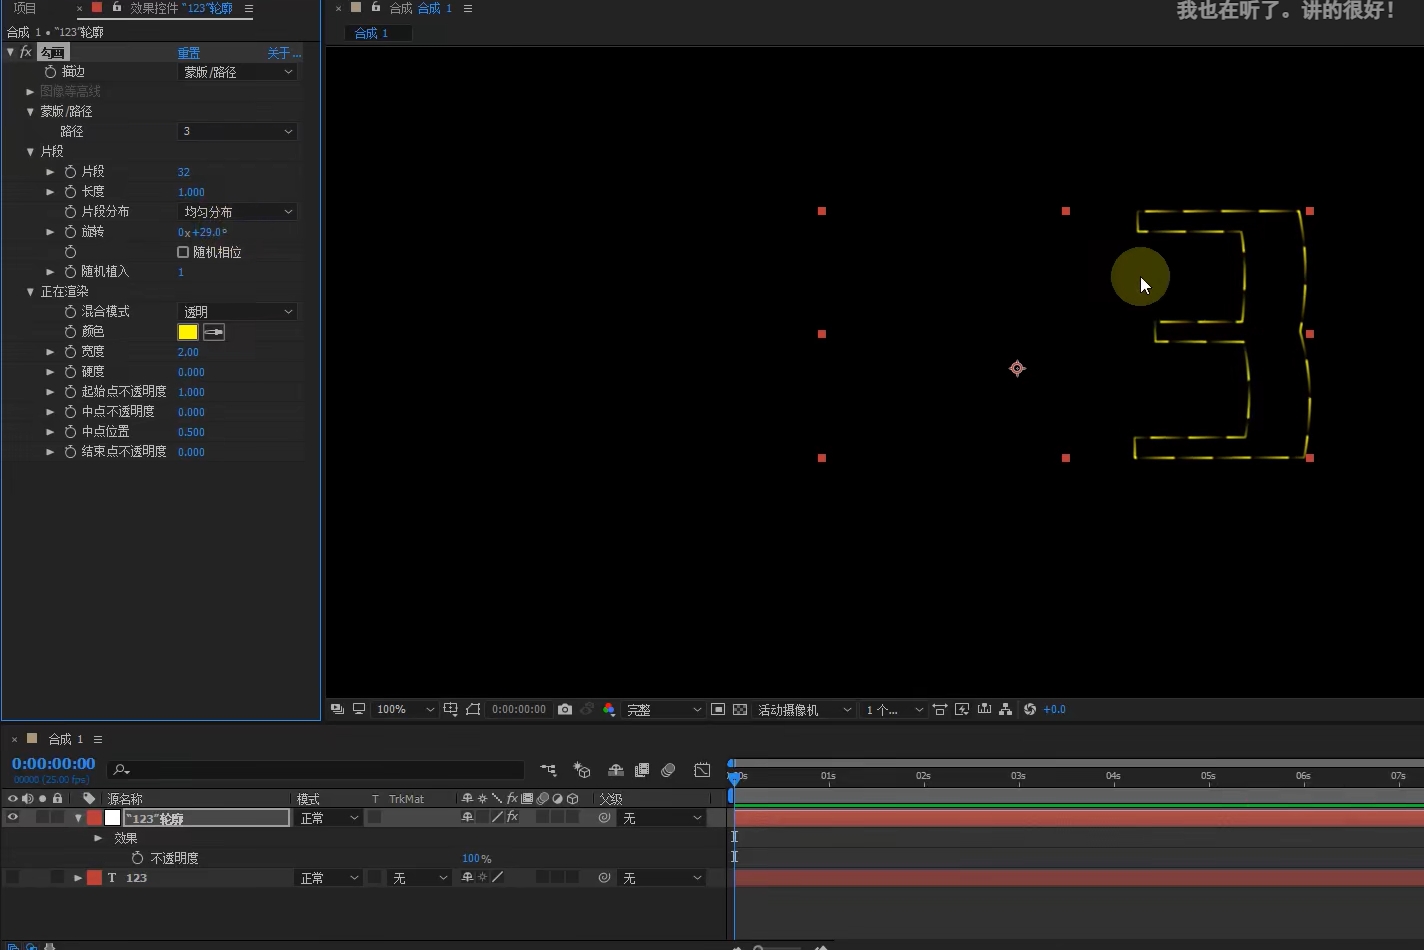 项目
效果控件 “123”轮廓
合成 合成 1
我也在听了。讲的很好！
合成 1 • “123”轮廓
合成 1
fx 勾画 重置 关于...
描边 蒙版/路径
图像等高线
蒙版/路径
路径 3
片段
片段 32
长度 1.000
片段分布 均匀分布
旋转 0x+29.0°
随机相位
随机植入 1
正在渲染
混合模式 透明
颜色
宽度 2.00
硬度 0.000
起始点不透明度 1.000
中点不透明度 0.000
中点位置 0.500
结束点不透明度 0.000
100% 0:00:00:00 完整 活动摄像机 1 个... +0.0
合成 1
0:00:00:00
00000 (25.00 fps)
00s 01s 02s 03s 04s 05s 06s 07s
源名称 模式 T TrkMat fx 父级
“123”轮廓 正常 fx 无
效果
不透明度 100%
T 123 正常 无 无